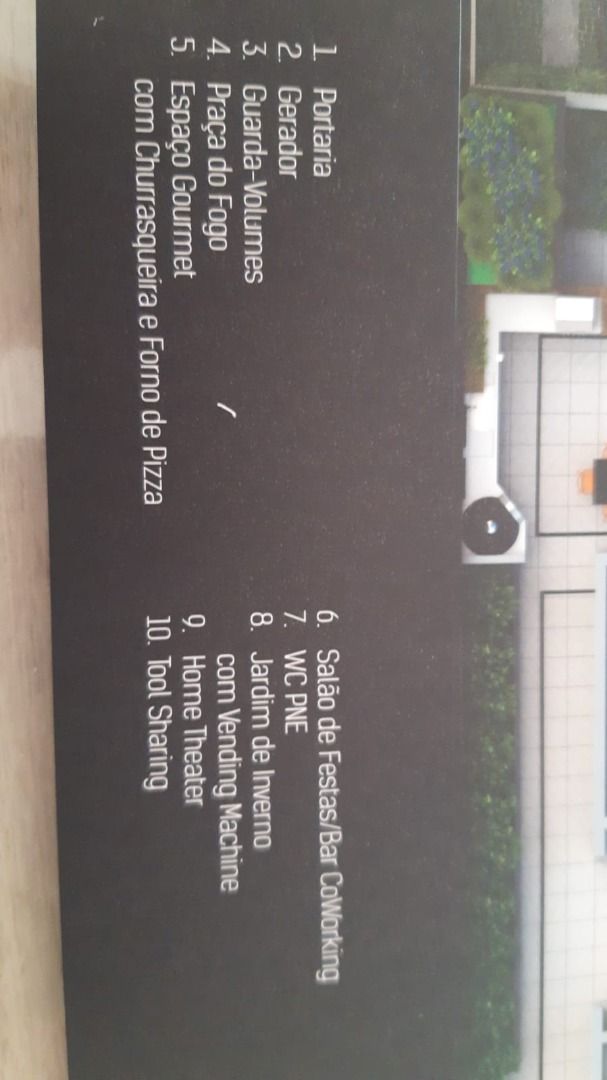 1. Portaria
2. Gerador
3. Guarda-Volumes
4. Praça do Fogo
5. Espaço Gourmet
com Churrasqueira e Forno de Pizza
6. Salão de Festas/Bar CoWorking
7. WC PNE
8. Jardim de Inverno
com Vending Machine
9. Home Theater
10. Tool Sharing